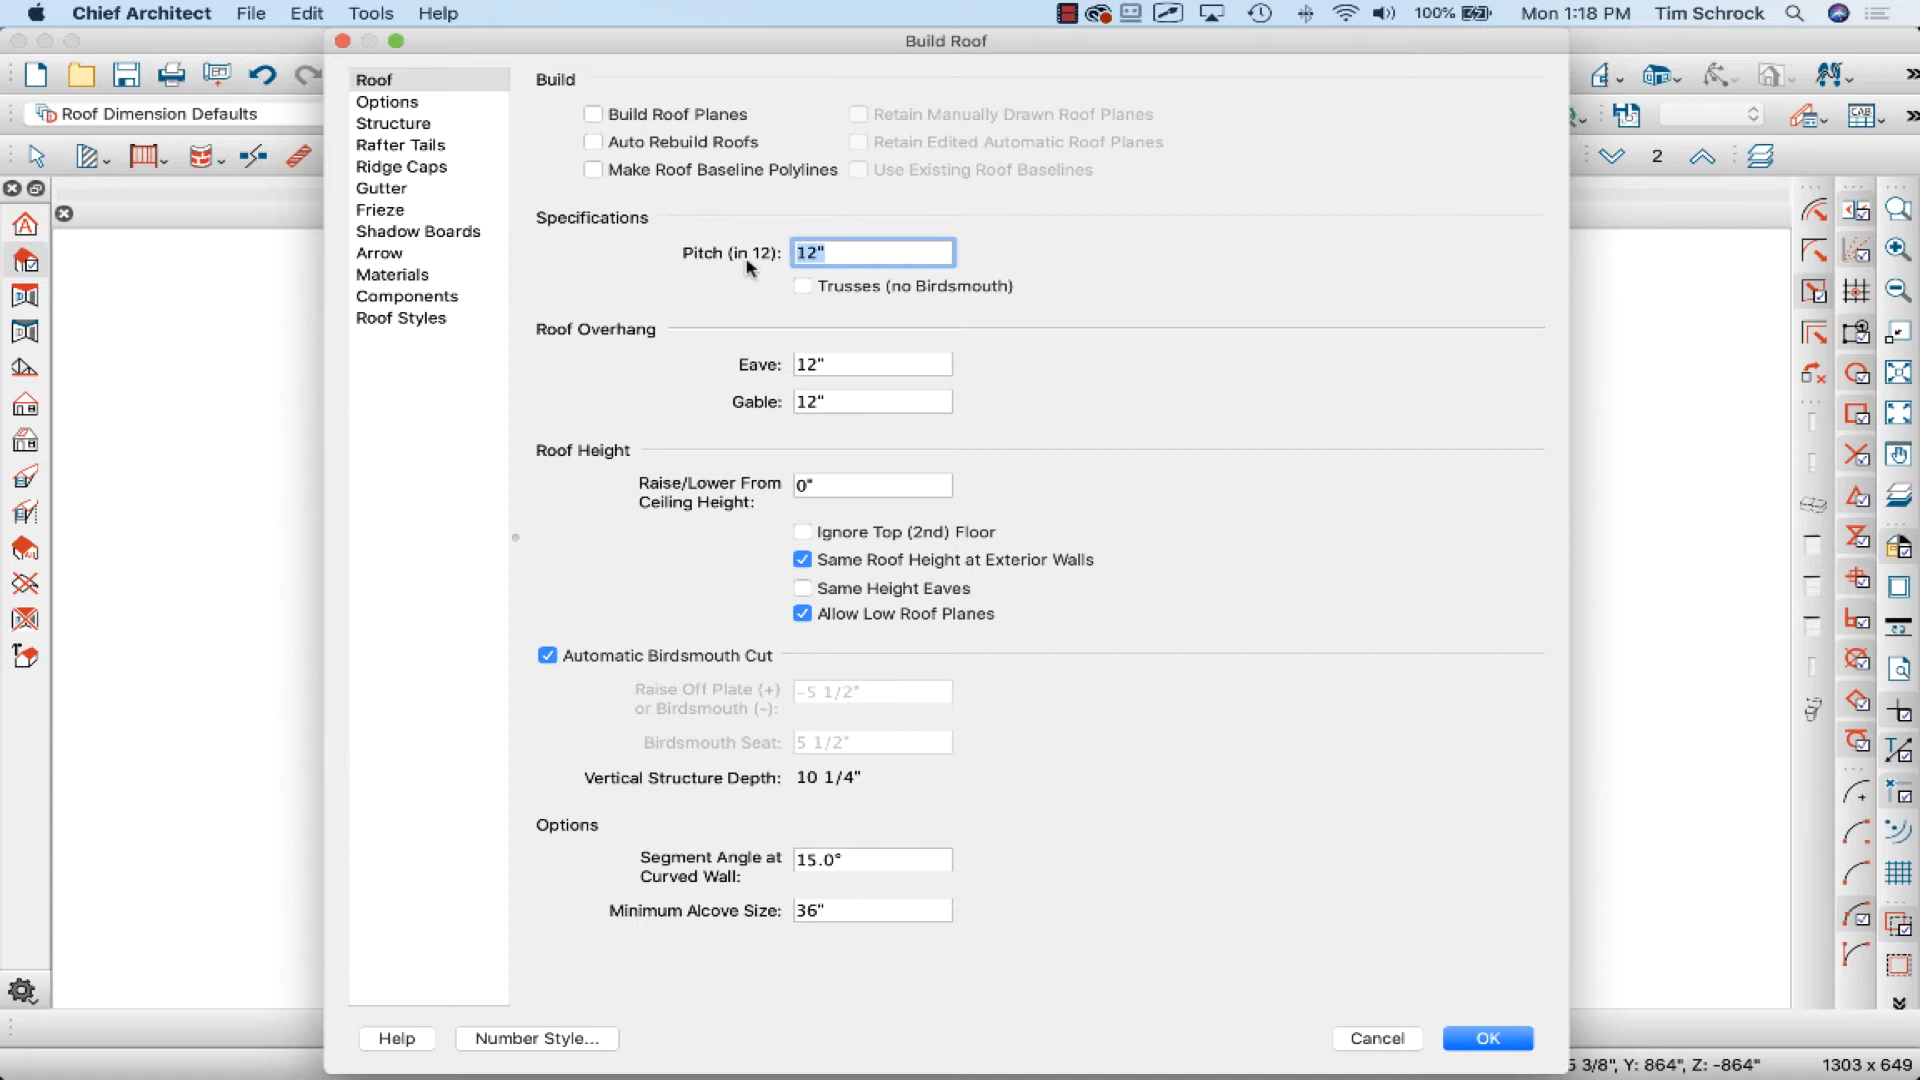 Chief Architect File Edit Tools Help 100% Mon 1:18 PM Tim Schrock
Build Roof
Roof Dimension Defaults
2
Roof
Options
Structure
Rafter Tails
Ridge Caps
Gutter
Frieze
Shadow Boards
Arrow
Materials
Components
Roof Styles
Build
Build Roof Planes Retain Manually Drawn Roof Planes
Auto Rebuild Roofs Retain Edited Automatic Roof Planes
Make Roof Baseline Polylines Use Existing Roof Baselines
Specifications
Pitch (in 12): 12"
Trusses (no Birdsmouth)
Roof Overhang
Eave: 12"
Gable: 12"
Roof Height
Raise/Lower From
Ceiling Height: 0"
Ignore Top (2nd) Floor
Same Roof Height at Exterior Walls
Same Height Eaves
Allow Low Roof Planes
Automatic Birdsmouth Cut
Raise Off Plate (+)
or Birdsmouth (-): -5 1/2"
Birdsmouth Seat: 5 1/2"
Vertical Structure Depth: 10 1/4"
Options
Segment Angle at
Curved Wall: 15.0°
Minimum Alcove Size: 36"
Help Number Style... Cancel OK
5 3/8", Y: 864", Z: -864" 1303 x 649